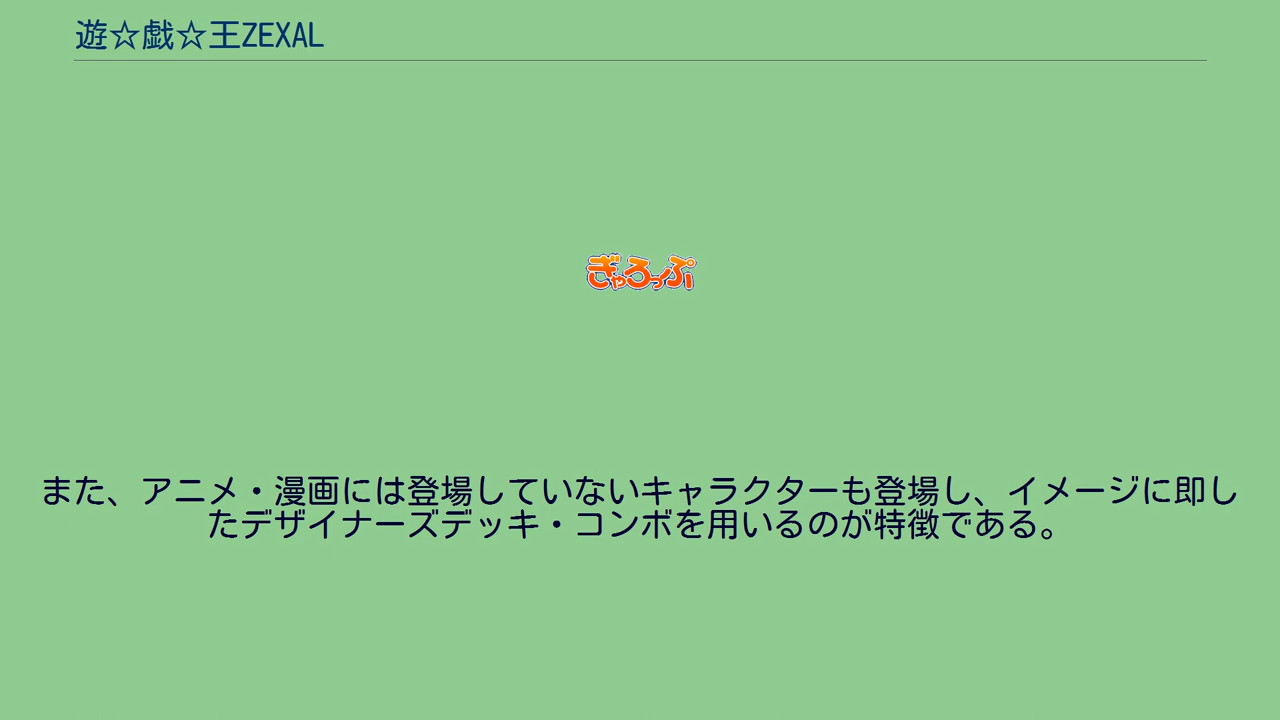 遊☆戯☆王ZEXAL
ぎゃろっぷ
また、アニメ・漫画には登場していないキャラクターも登場し、イメージに即し
たデザイナーズデッキ・コンボを用いるのが特徴である。